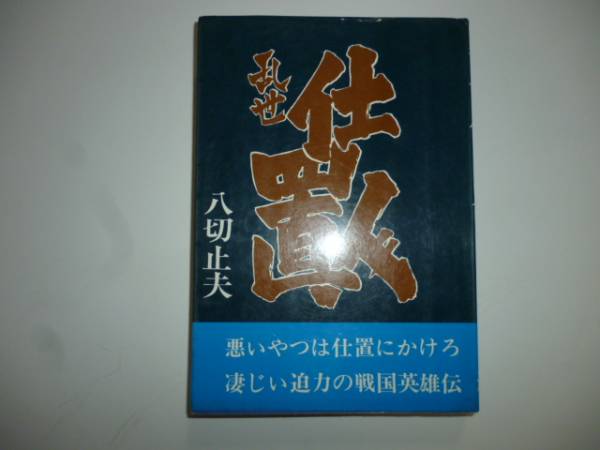 乱世
仕置人
八切止夫
悪いやつは仕置にかけろ
凄じい迫力の戦国英雄伝